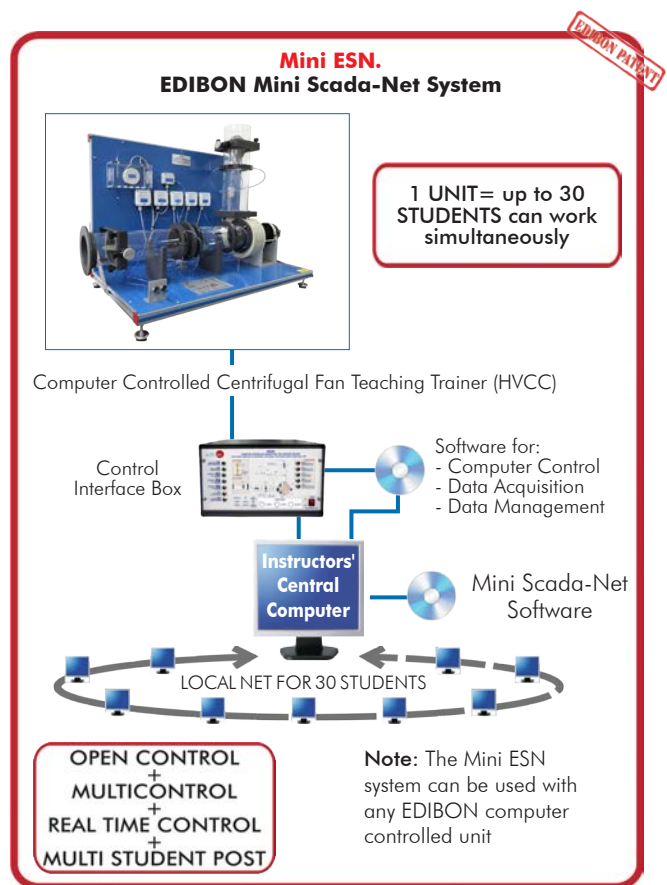 EDIBON PATENT
Mini ESN.
EDIBON Mini Scada-Net System
1 UNIT= up to 30
STUDENTS can work
simultaneously
Computer Controlled Centrifugal Fan Teaching Trainer (HVCC)
Control
Interface Box
Software for:
- Computer Control
- Data Acquisition
- Data Management
Instructors'
Central
Computer
Mini Scada-Net
Software
LOCAL NET FOR 30 STUDENTS
OPEN CONTROL
+
MULTICONTROL
+
REAL TIME CONTROL
+
MULTI STUDENT POST
Note: The Mini ESN
system can be used with
any EDIBON computer
controlled unit